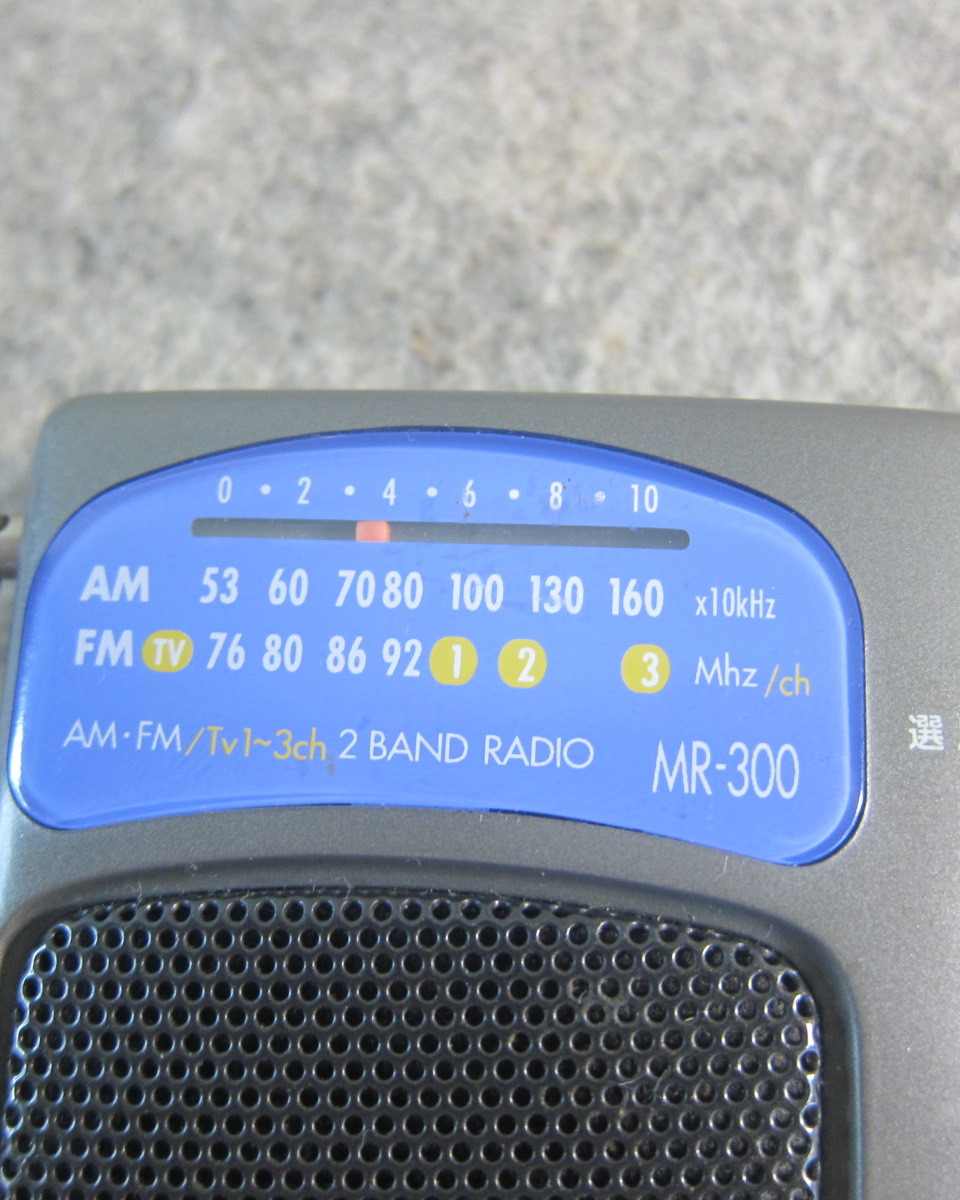 0 • 2 • 4 • 6 • 8 • 10
AM 53 60 70 80 100 130 160 x10kHz
FM TV 76 80 86 92 1 2 3 Mhz/ch
AM·FM/Tv1~3ch 2 BAND RADIO
MR-300
選